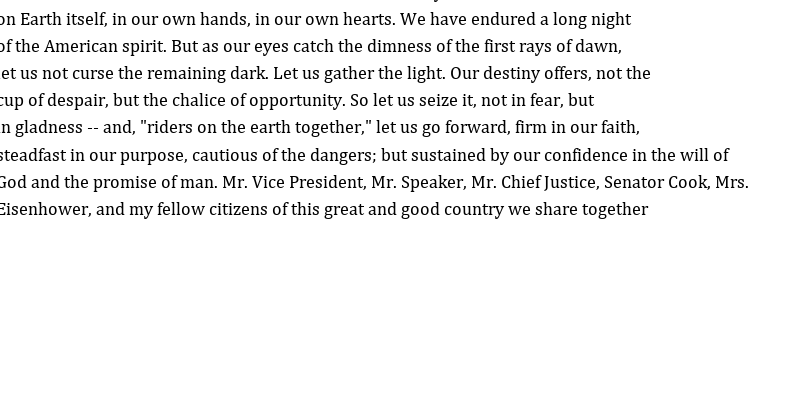 on Earth itself, in our own hands, in our own hearts. We have endured a long night
of the American spirit. But as our eyes catch the dimness of the first rays of dawn,
let us not curse the remaining dark. Let us gather the light. Our destiny offers, not the
cup of despair, but the chalice of opportunity. So let us seize it, not in fear, but
in gladness -- and, "riders on the earth together," let us go forward, firm in our faith,
steadfast in our purpose, cautious of the dangers; but sustained by our confidence in the will of
God and the promise of man. Mr. Vice President, Mr. Speaker, Mr. Chief Justice, Senator Cook, Mrs.
Eisenhower, and my fellow citizens of this great and good country we share together